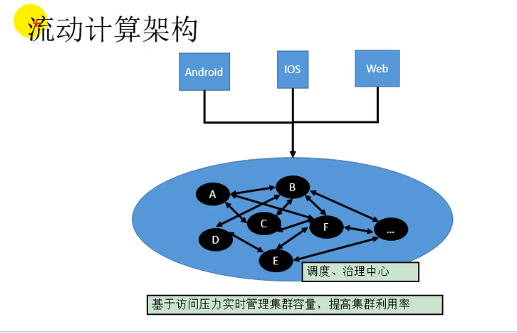 流动计算架构
Android
IOS
Web
A
B
C
F
...
D
E
调度、治理中心
基于访问压力实时管理集群容量，提高集群利用率